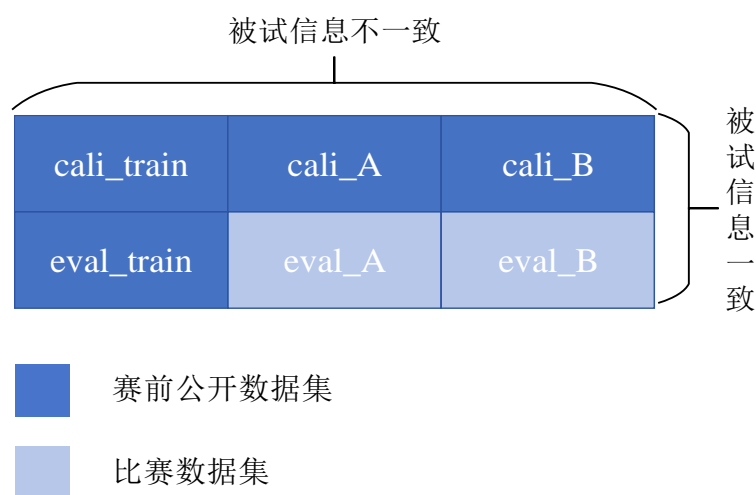 被试信息不一致
cali_train cali_A cali_B
eval_train eval_A eval_B
被试信息一致
赛前公开数据集
比赛数据集